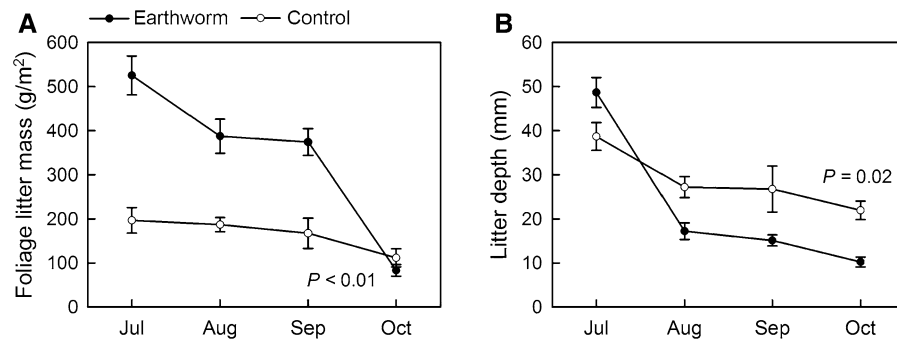 A
Earthworm Control
Foliage litter mass (g/m²)
600
500
400
300
200
100
0
P < 0.01
Jul Aug Sep Oct
B
Litter depth (mm)
60
50
40
30
20
10
0
P = 0.02
Jul Aug Sep Oct